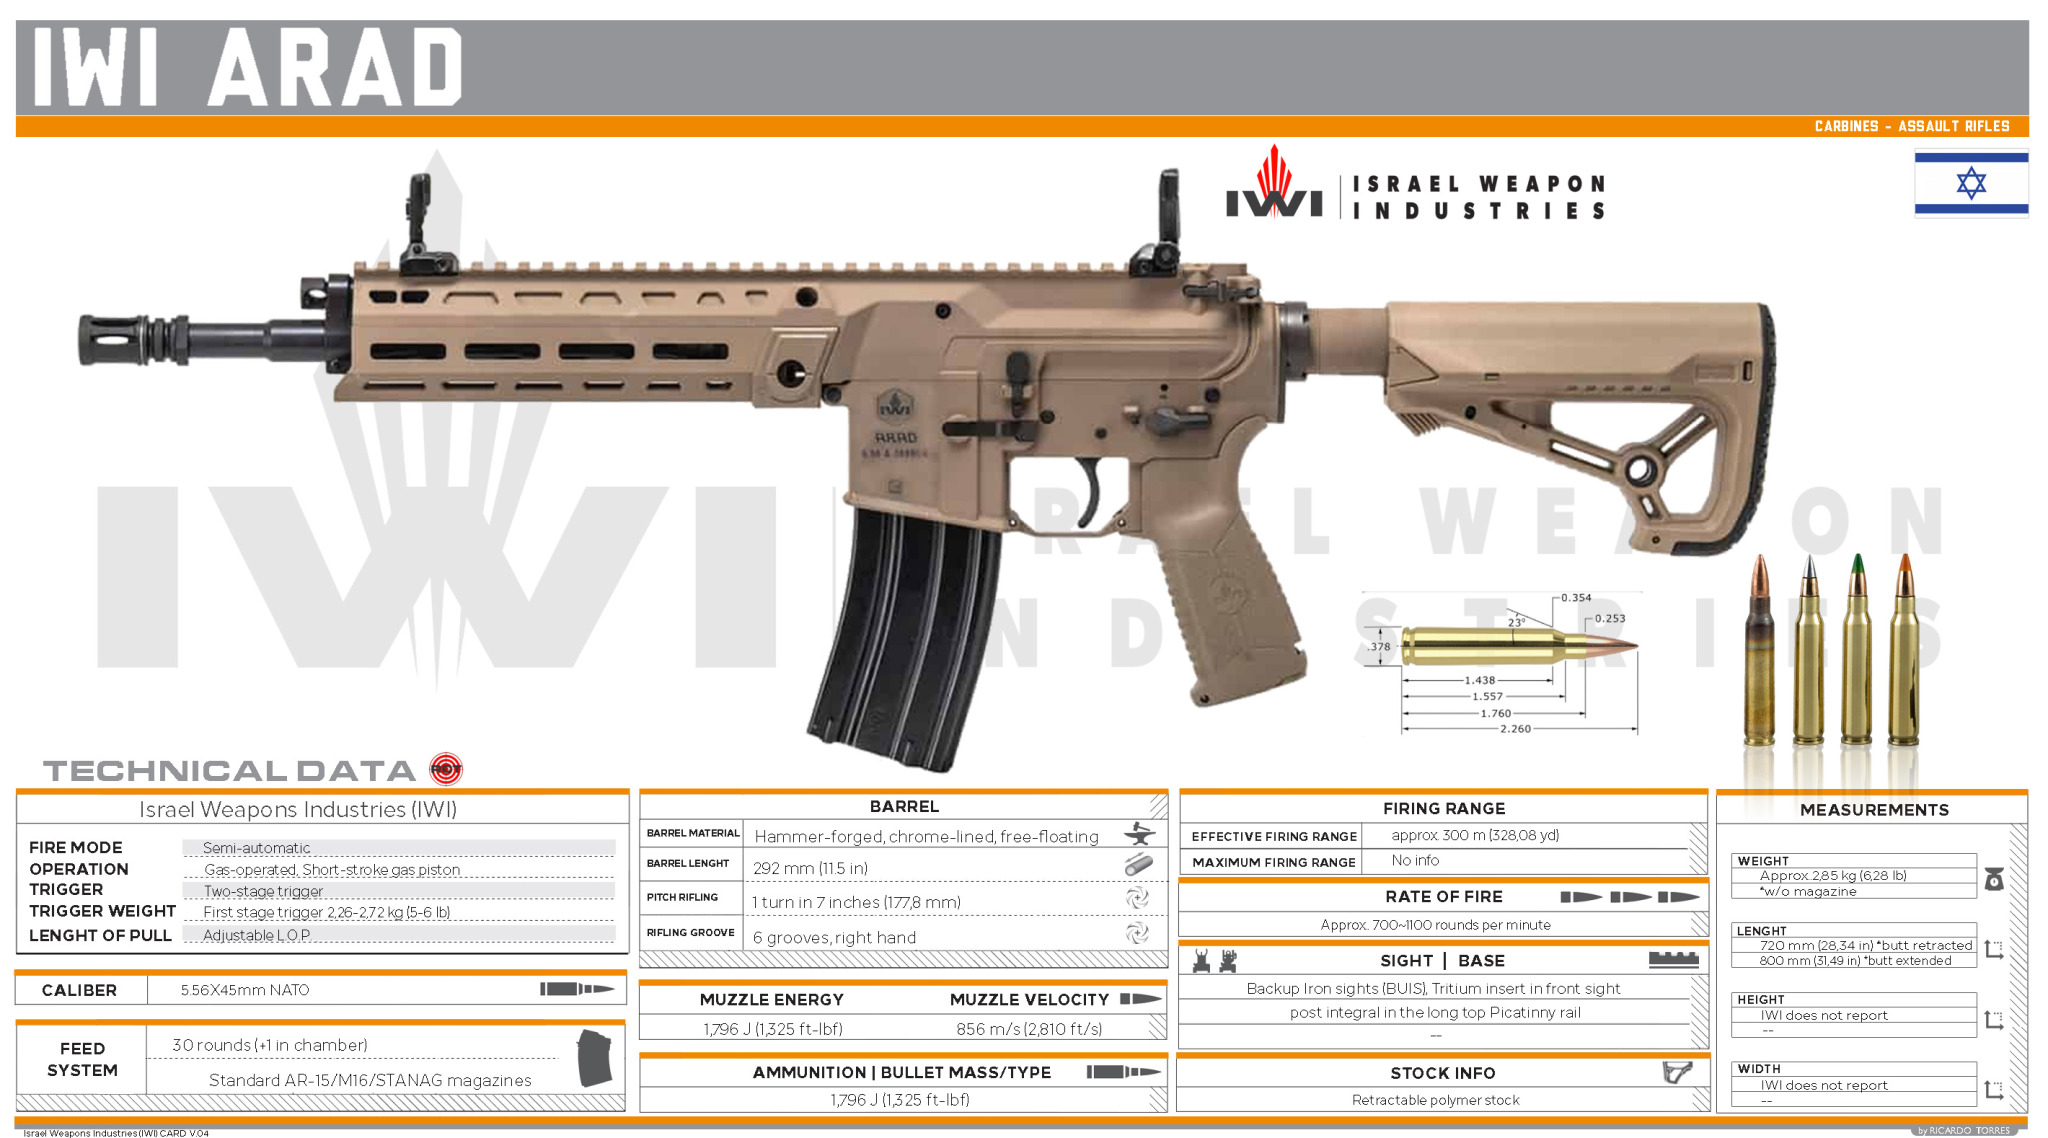 IWI ARAD
CARBINES - ASSAULT RIFLES
IWI ISRAEL WEAPON
INDUSTRIES
IWI
ARAD
0.354
23°
0.253
.378
1.438
1.557
1.760
2.260
TECHNICAL DATA
Israel Weapons Industries (IWI)
FIRE MODE Semi-automatic
OPERATION Gas-operated, Short-stroke gas piston
TRIGGER Two-stage trigger
TRIGGER WEIGHT First stage trigger 2,26-2,72 kg (5-6 lb)
LENGHT OF PULL Adjustable L.O.P.
CALIBER 5.56X45mm NATO
FEED
SYSTEM
30 rounds (+1 in chamber)
Standard AR-15/M16/STANAG magazines
BARREL
BARREL MATERIAL Hammer-forged, chrome-lined, free-floating
BARREL LENGHT 292 mm (11.5 in)
PITCH RIFLING 1 turn in 7 inches (177,8 mm)
RIFLING GROOVE 6 grooves, right hand
MUZZLE ENERGY MUZZLE VELOCITY
1,796 J (1,325 ft-lbf) 856 m/s (2,810 ft/s)
AMMUNITION | BULLET MASS/TYPE
1,796 J (1,325 ft-lbf)
FIRING RANGE
EFFECTIVE FIRING RANGE approx. 300 m (328,08 yd)
MAXIMUM FIRING RANGE No info
RATE OF FIRE
Approx. 700~1100 rounds per minute
SIGHT | BASE
Backup Iron sights (BUIS), Tritium insert in front sight
post integral in the long top Picatinny rail
--
STOCK INFO
Retractable polymer stock
MEASUREMENTS
WEIGHT
Approx.2,85 kg (6,28 lb)
*w/o magazine
LENGHT
720 mm (28,34 in) *butt retracted
800 mm (31,49 in) *butt extended
HEIGHT
IWI does not report
--
WIDTH
IWI does not report
--
Israel Weapons Industries (IWI) CARD V.04
by RICARDO TORRES